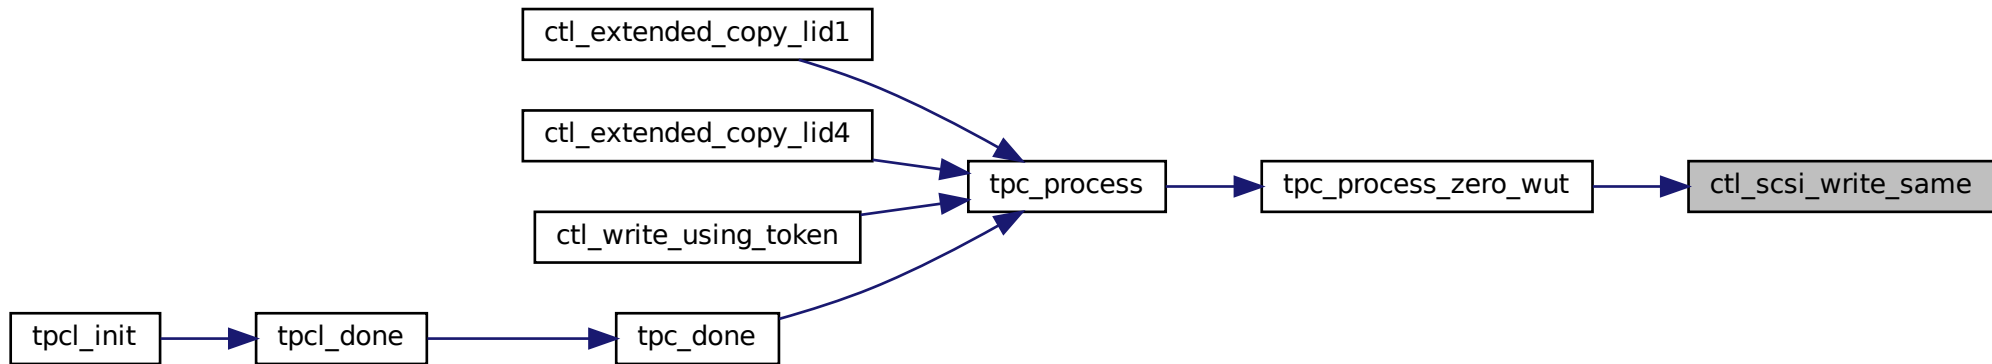 ctl_extended_copy_lid1
ctl_extended_copy_lid4
tpc_process
tpc_process_zero_wut
ctl_scsi_write_same
ctl_write_using_token
tpcl_init
tpcl_done
tpc_done